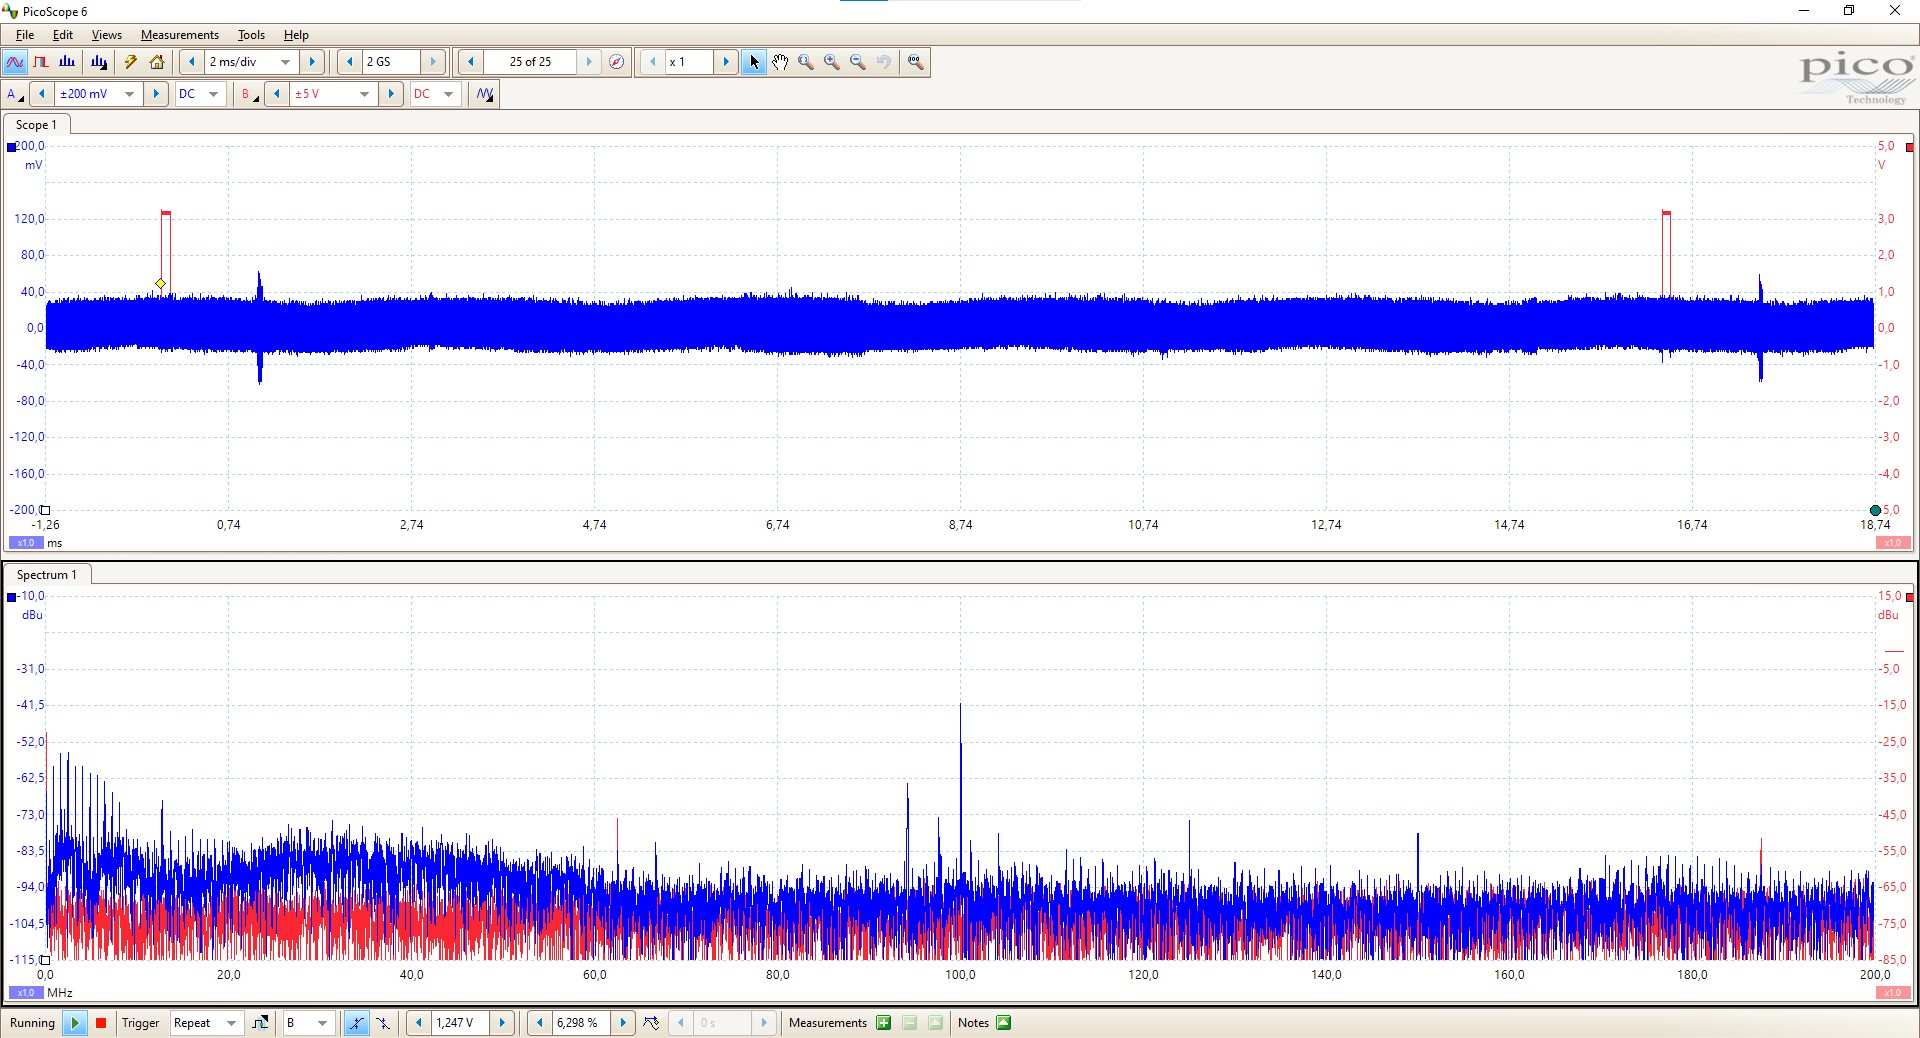 PicoScope 6
File Edit Views Measurements Tools Help
2 ms/div 2 GS 25 of 25 x 1
pico
Technology
A ±200 mV DC B ±5 V DC
Scope 1
200,0 5,0
mV V
120,0 3,0
80,0 2,0
40,0 1,0
0,0 0,0
-40,0 -1,0
-80,0 -2,0
-120,0 -3,0
-160,0 -4,0
-200,0 5,0
-1,26 0,74 2,74 4,74 6,74 8,74 10,74 12,74 14,74 16,74 18,74
x1,0 ms x1,0
Spectrum 1
-10,0 15,0
dBu dBu
-31,0 -5,0
-41,5 -15,0
-52,0 -25,0
-62,5 -35,0
-73,0 -45,0
-83,5 -55,0
-94,0 -65,0
-104,5 -75,0
-115,0 -85,0
0,0 20,0 40,0 60,0 80,0 100,0 120,0 140,0 160,0 180,0 200,0
x1,0 MHz x1,0
Running Trigger Repeat B 1,247 V 6,298 % 0 s Measurements Notes